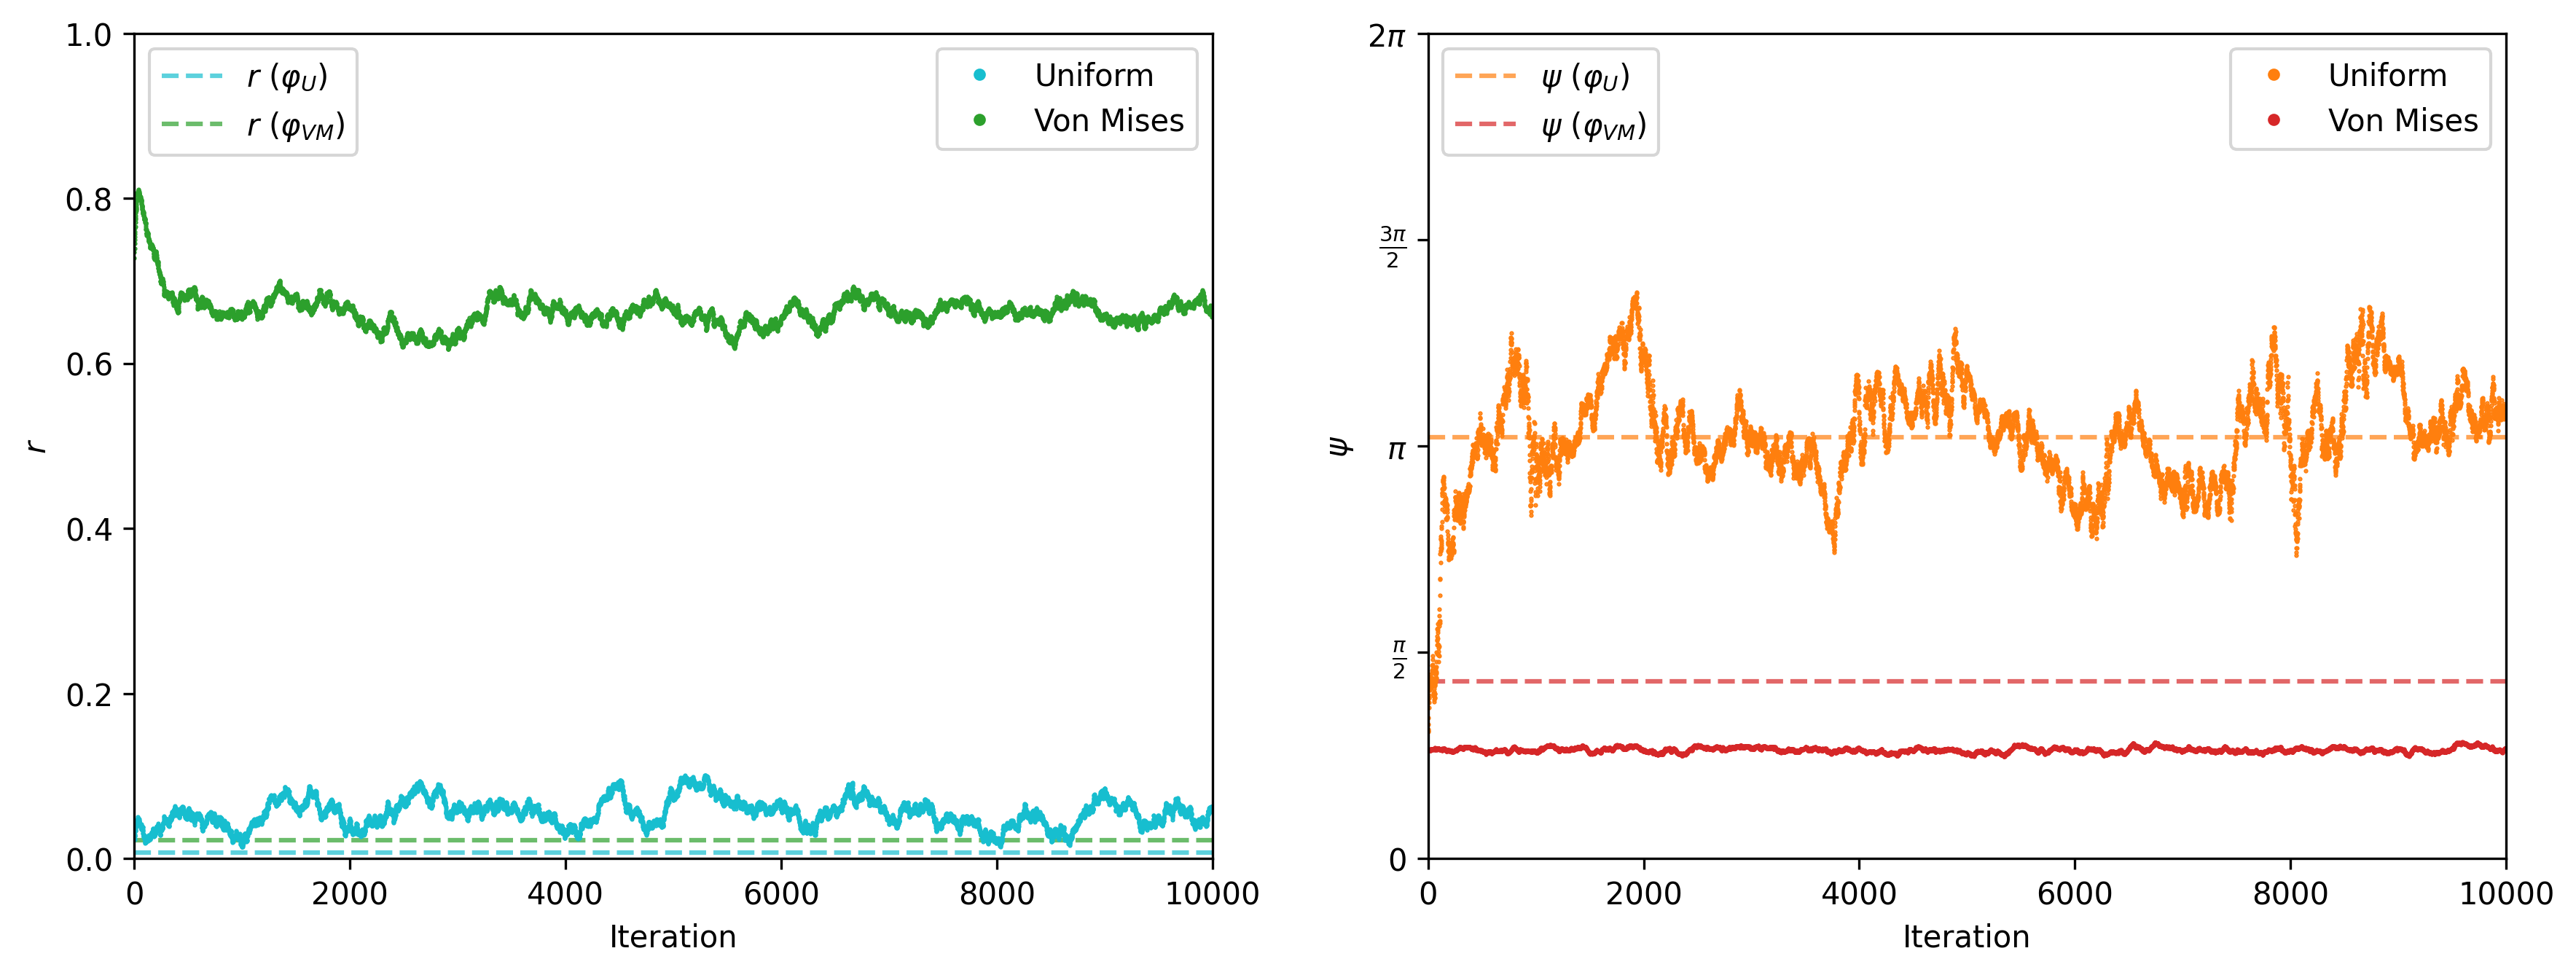 1.0
0.8
0.6
0.4
0.2
0.0
r
r (φ_U)
r (φ_VM)
Uniform
Von Mises
0 2000 4000 6000 8000 10000
Iteration
2π
3π/2
π
π/2
0
ψ
ψ (φ_U)
ψ (φ_VM)
Uniform
Von Mises
0 2000 4000 6000 8000 10000
Iteration